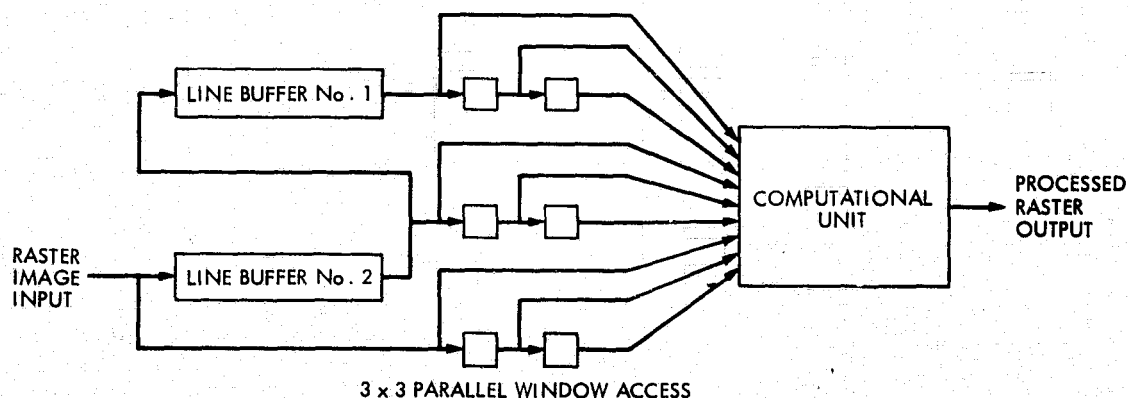 LINE BUFFER No. 1
LINE BUFFER No. 2
RASTER
IMAGE
INPUT
COMPUTATIONAL
UNIT
PROCESSED
RASTER
OUTPUT
3 x 3 PARALLEL WINDOW ACCESS